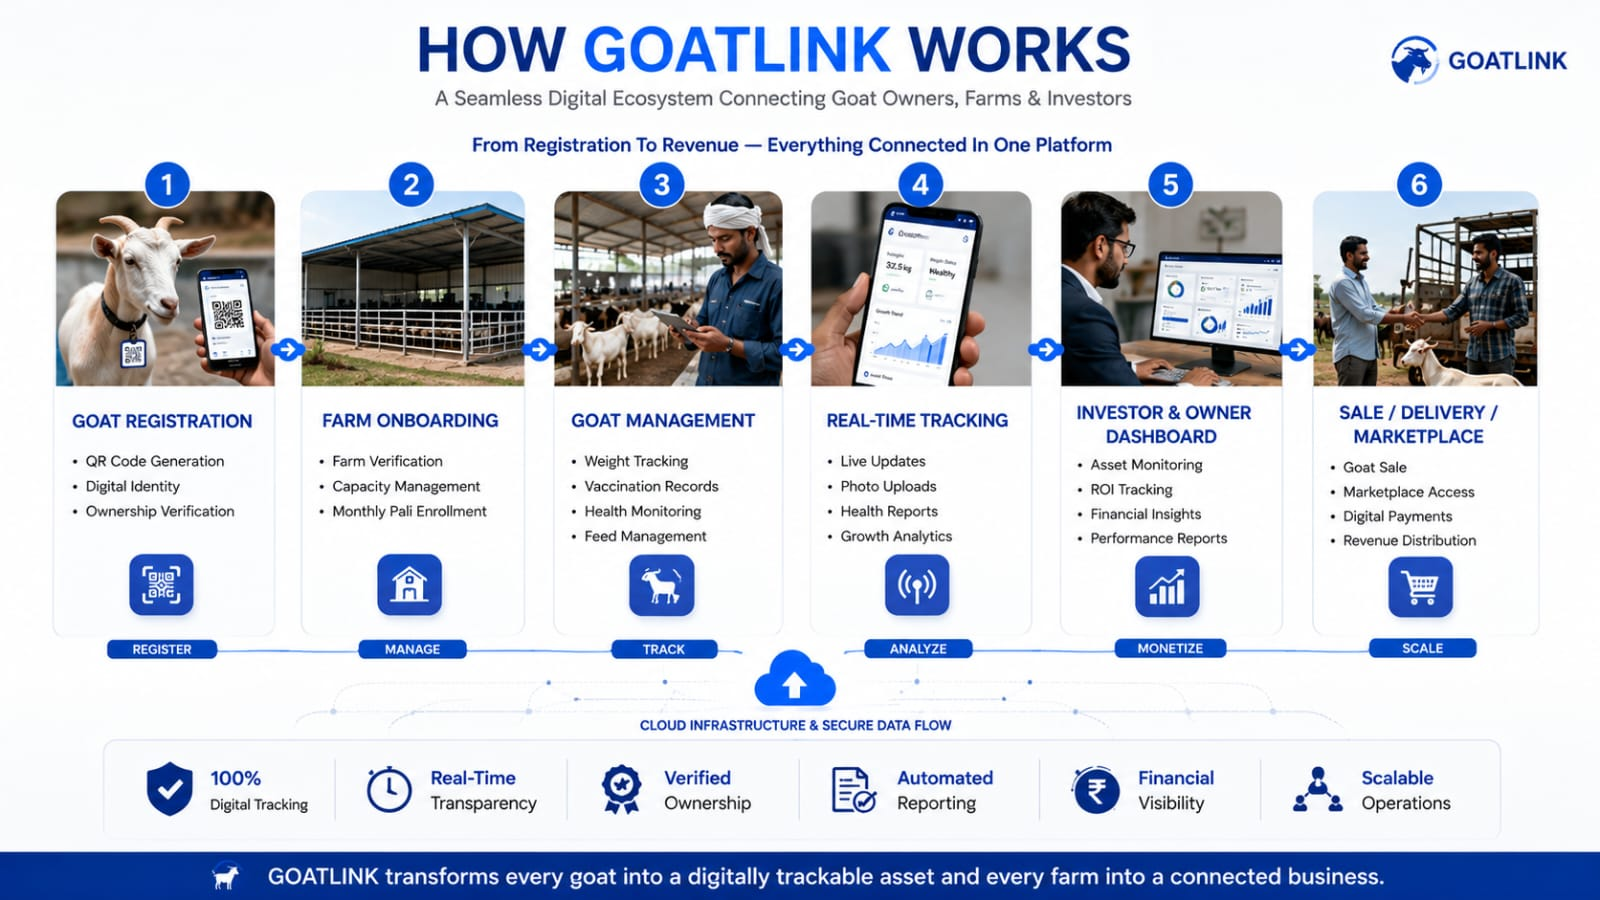 HOW GOATLINK WORKS
GOATLINK
A Seamless Digital Ecosystem Connecting Goat Owners, Farms & Investors
From Registration To Revenue — Everything Connected In One Platform
1
2
3
4
5
6
37.5 kg
Healthy
Growth Trend
GOAT REGISTRATION
• QR Code Generation
• Digital Identity
• Ownership Verification
FARM ONBOARDING
• Farm Verification
• Capacity Management
• Monthly Pali Enrollment
GOAT MANAGEMENT
• Weight Tracking
• Vaccination Records
• Health Monitoring
• Feed Management
REAL-TIME TRACKING
• Live Updates
• Photo Uploads
• Health Reports
• Growth Analytics
INVESTOR & OWNER
DASHBOARD
• Asset Monitoring
• ROI Tracking
• Financial Insights
• Performance Reports
SALE / DELIVERY /
MARKETPLACE
• Goat Sale
• Marketplace Access
• Digital Payments
• Revenue Distribution
REGISTER
MANAGE
TRACK
ANALYZE
MONETIZE
SCALE
CLOUD INFRASTRUCTURE & SECURE DATA FLOW
100%
Digital Tracking
Real-Time
Transparency
Verified
Ownership
Automated
Reporting
₹
Financial
Visibility
Scalable
Operations
GOATLINK transforms every goat into a digitally trackable asset and every farm into a connected business.